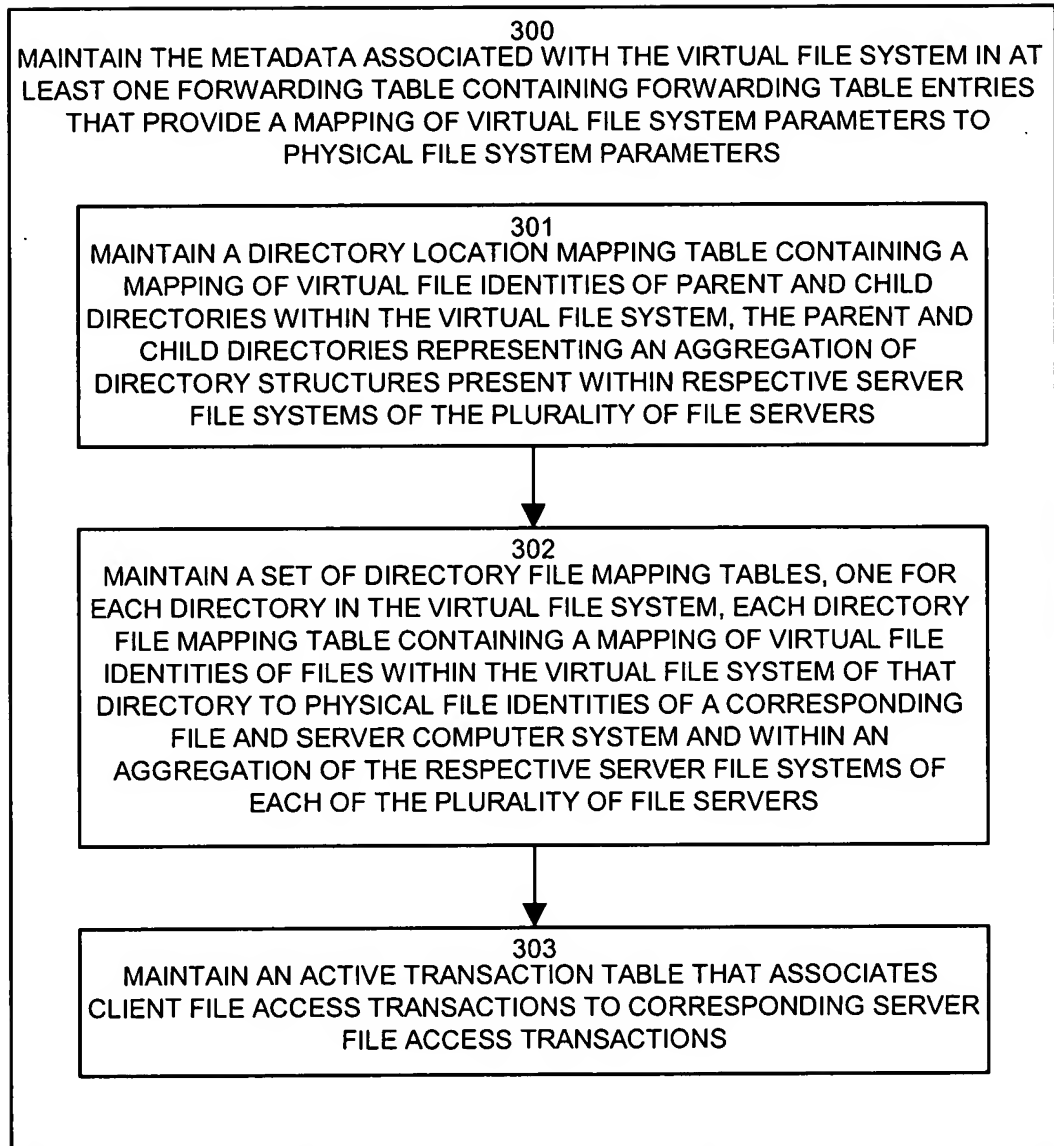 300
MAINTAIN THE METADATA ASSOCIATED WITH THE VIRTUAL FILE SYSTEM IN AT
LEAST ONE FORWARDING TABLE CONTAINING FORWARDING TABLE ENTRIES
THAT PROVIDE A MAPPING OF VIRTUAL FILE SYSTEM PARAMETERS TO
PHYSICAL FILE SYSTEM PARAMETERS
301
MAINTAIN A DIRECTORY LOCATION MAPPING TABLE CONTAINING A
MAPPING OF VIRTUAL FILE IDENTITIES OF PARENT AND CHILD
DIRECTORIES WITHIN THE VIRTUAL FILE SYSTEM, THE PARENT AND
CHILD DIRECTORIES REPRESENTING AN AGGREGATION OF
DIRECTORY STRUCTURES PRESENT WITHIN RESPECTIVE SERVER
FILE SYSTEMS OF THE PLURALITY OF FILE SERVERS
302
MAINTAIN A SET OF DIRECTORY FILE MAPPING TABLES, ONE FOR
EACH DIRECTORY IN THE VIRTUAL FILE SYSTEM, EACH DIRECTORY
FILE MAPPING TABLE CONTAINING A MAPPING OF VIRTUAL FILE
IDENTITIES OF FILES WITHIN THE VIRTUAL FILE SYSTEM OF THAT
DIRECTORY TO PHYSICAL FILE IDENTITIES OF A CORRESPONDING
FILE AND SERVER COMPUTER SYSTEM AND WITHIN AN
AGGREGATION OF THE RESPECTIVE SERVER FILE SYSTEMS OF
EACH OF THE PLURALITY OF FILE SERVERS
303
MAINTAIN AN ACTIVE TRANSACTION TABLE THAT ASSOCIATES
CLIENT FILE ACCESS TRANSACTIONS TO CORRESPONDING SERVER
FILE ACCESS TRANSACTIONS